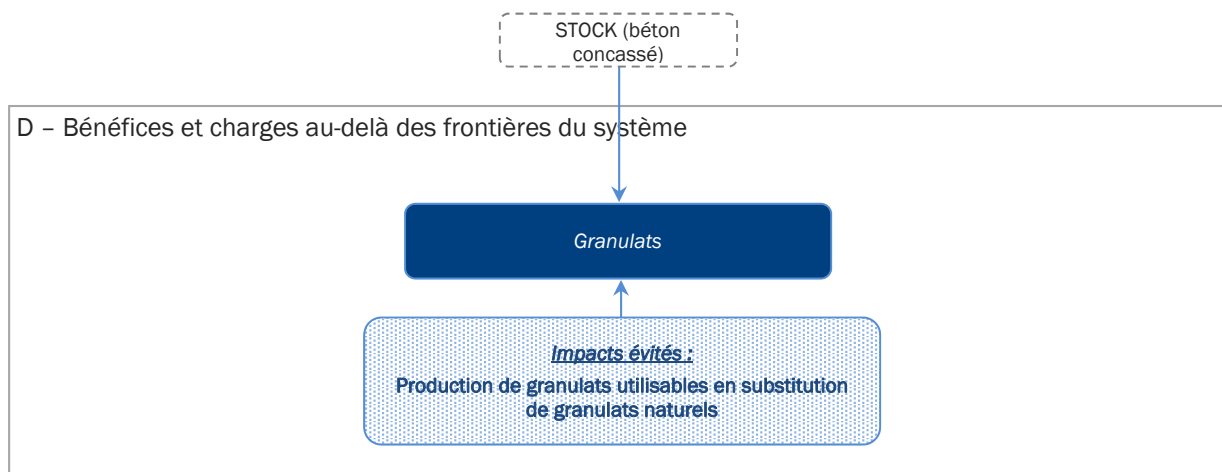 STOCK (béton
concassé)
D – Bénéfices et charges au-delà des frontières du système
Granulats
Impacts évités :
Production de granulats utilisables en substitution
de granulats naturels